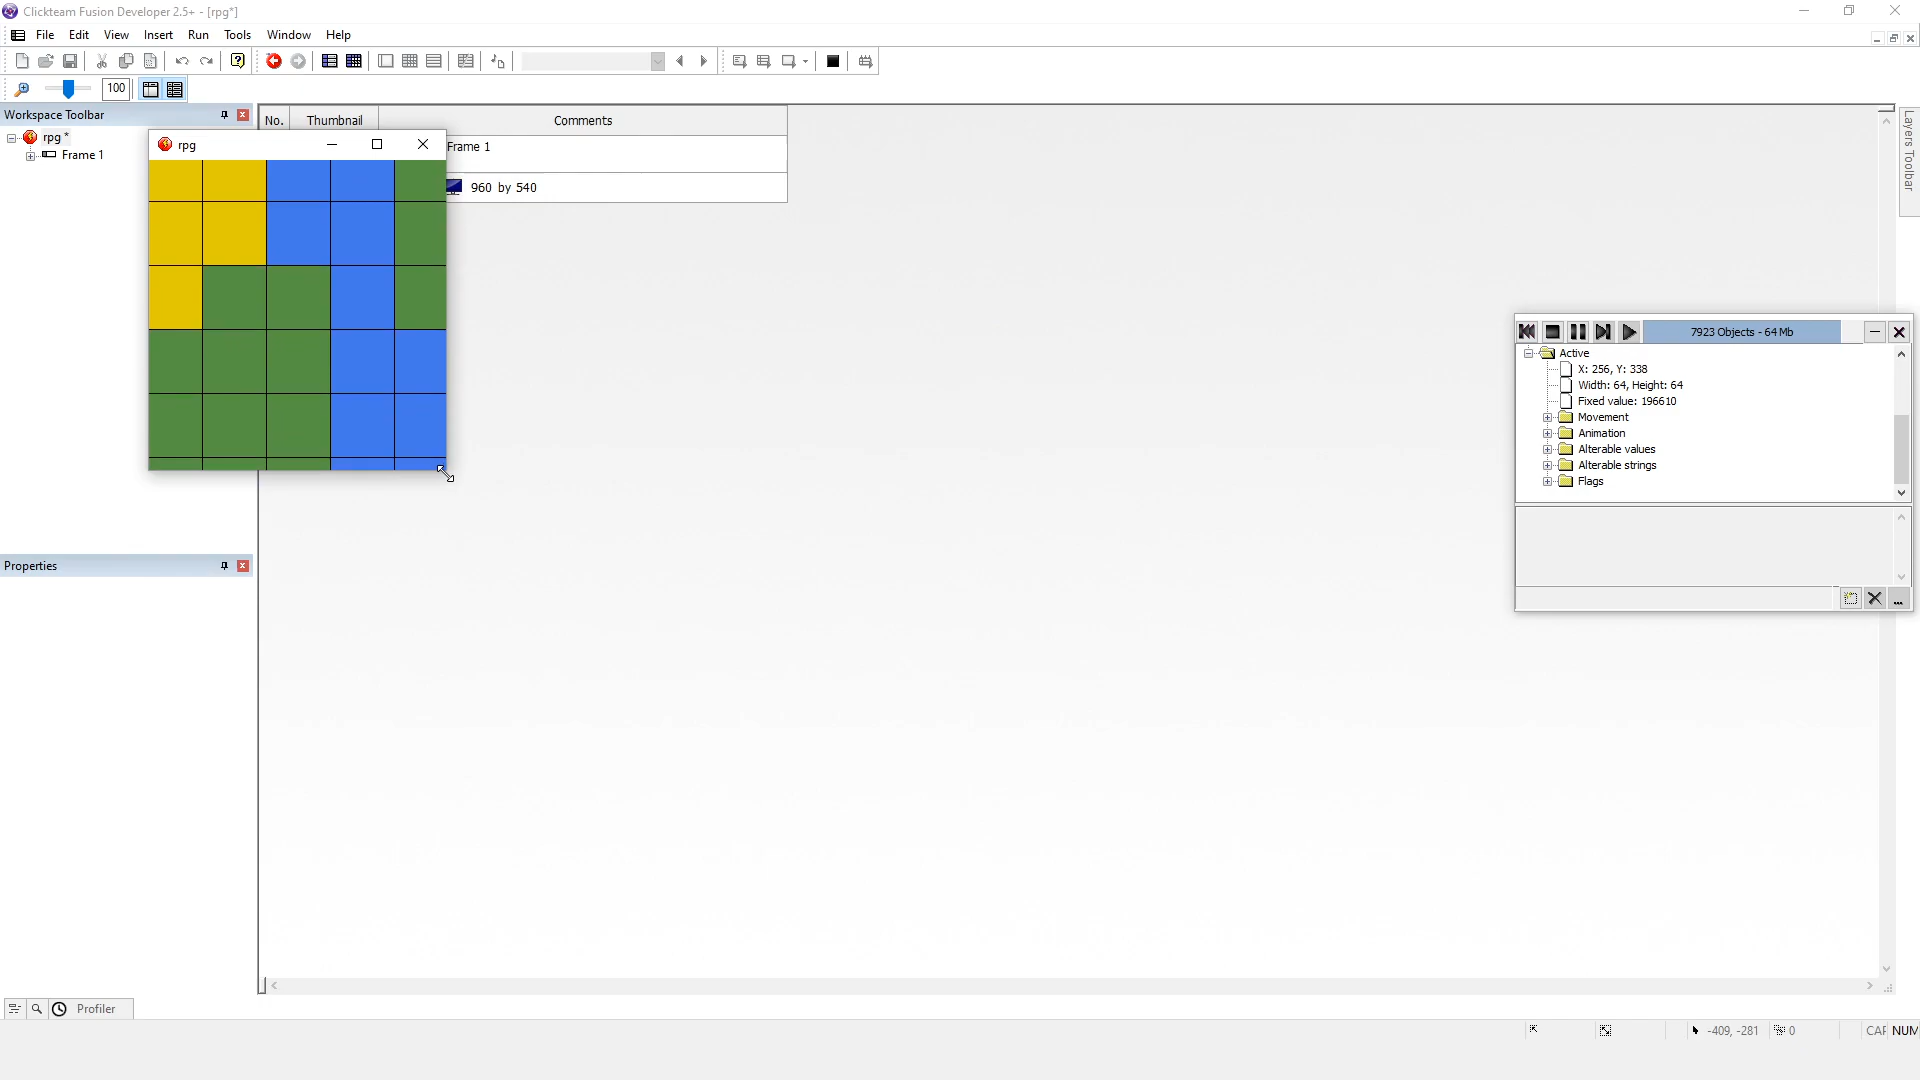 Clickteam Fusion Developer 2.5+ - [rpg*]
File Edit View Insert Run Tools Window Help
100
Workspace Toolbar
rpg *
Frame 1
No. Thumbnail Comments
Frame 1
960 by 540
rpg
Layers Toolbar
7923 Objects - 64 Mb
Active
X: 256, Y: 338
Width: 64, Height: 64
Fixed value: 196610
Movement
Animation
Alterable values
Alterable strings
Flags
...
Properties
Profiler
-409, -281 0 CAP NUM